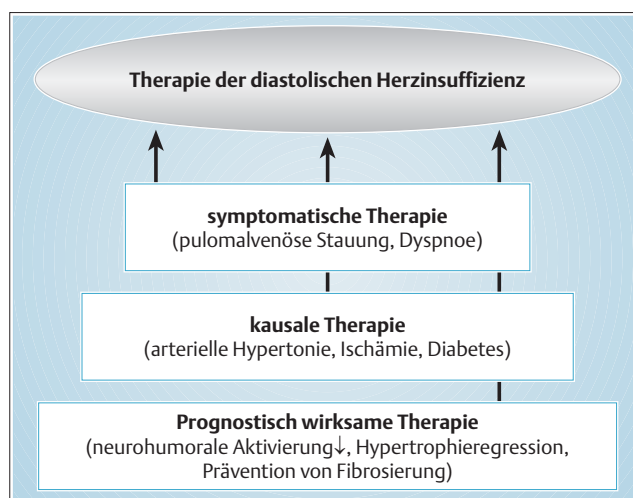 Therapie der diastolischen Herzinsuffizienz
symptomatische Therapie
(pulomalvenöse Stauung, Dyspnoe)
kausale Therapie
(arterielle Hypertonie, Ischämie, Diabetes)
Prognostisch wirksame Therapie
(neurohumorale Aktivierung↓, Hypertrophieregression,
Prävention von Fibrosierung)